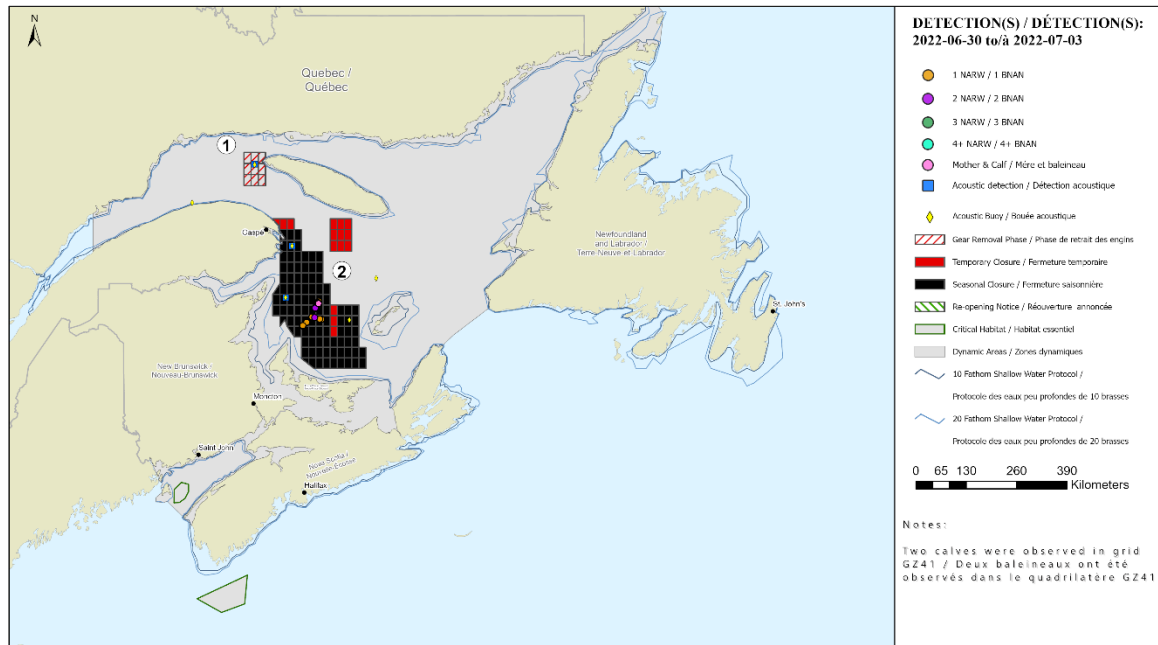 N
Quebec /
Québec
1
Gaspé
2
Newfoundland
and Labrador /
Terre-Neuve-et-Labrador
St. John's
New Brunswick /
Nouveau-Brunswick
Moncton
Saint John
Nova Scotia /
Nouvelle-Écosse
Halifax
DETECTION(S) / DÉTECTION(S):
2022-06-30 to/à 2022-07-03
1 NARW / 1 BNAN
2 NARW / 2 BNAN
3 NARW / 3 BNAN
4+ NARW / 4+ BNAN
Mother & Calf / Mère et baleineau
Acoustic detection / Détection acoustique
Acoustic Buoy / Bouée acoustique
Gear Removal Phase / Phase de retrait des engins
Temporary Closure / Fermeture temporaire
Seasonal Closure / Fermeture saisonnière
Re-opening Notice / Réouverture annoncée
Critical Habitat / Habitat essentiel
Dynamic Areas / Zones dynamiques
10 Fathom Shallow Water Protocol /
Protocole des eaux peu profondes de 10 brasses
20 Fathom Shallow Water Protocol /
Protocole des eaux peu profondes de 20 brasses
0 65 130 260 390
Kilometers
Notes:
Two calves were observed in grid
GZ41 / Deux baleineaux ont été
observés dans le quadrilatère GZ41